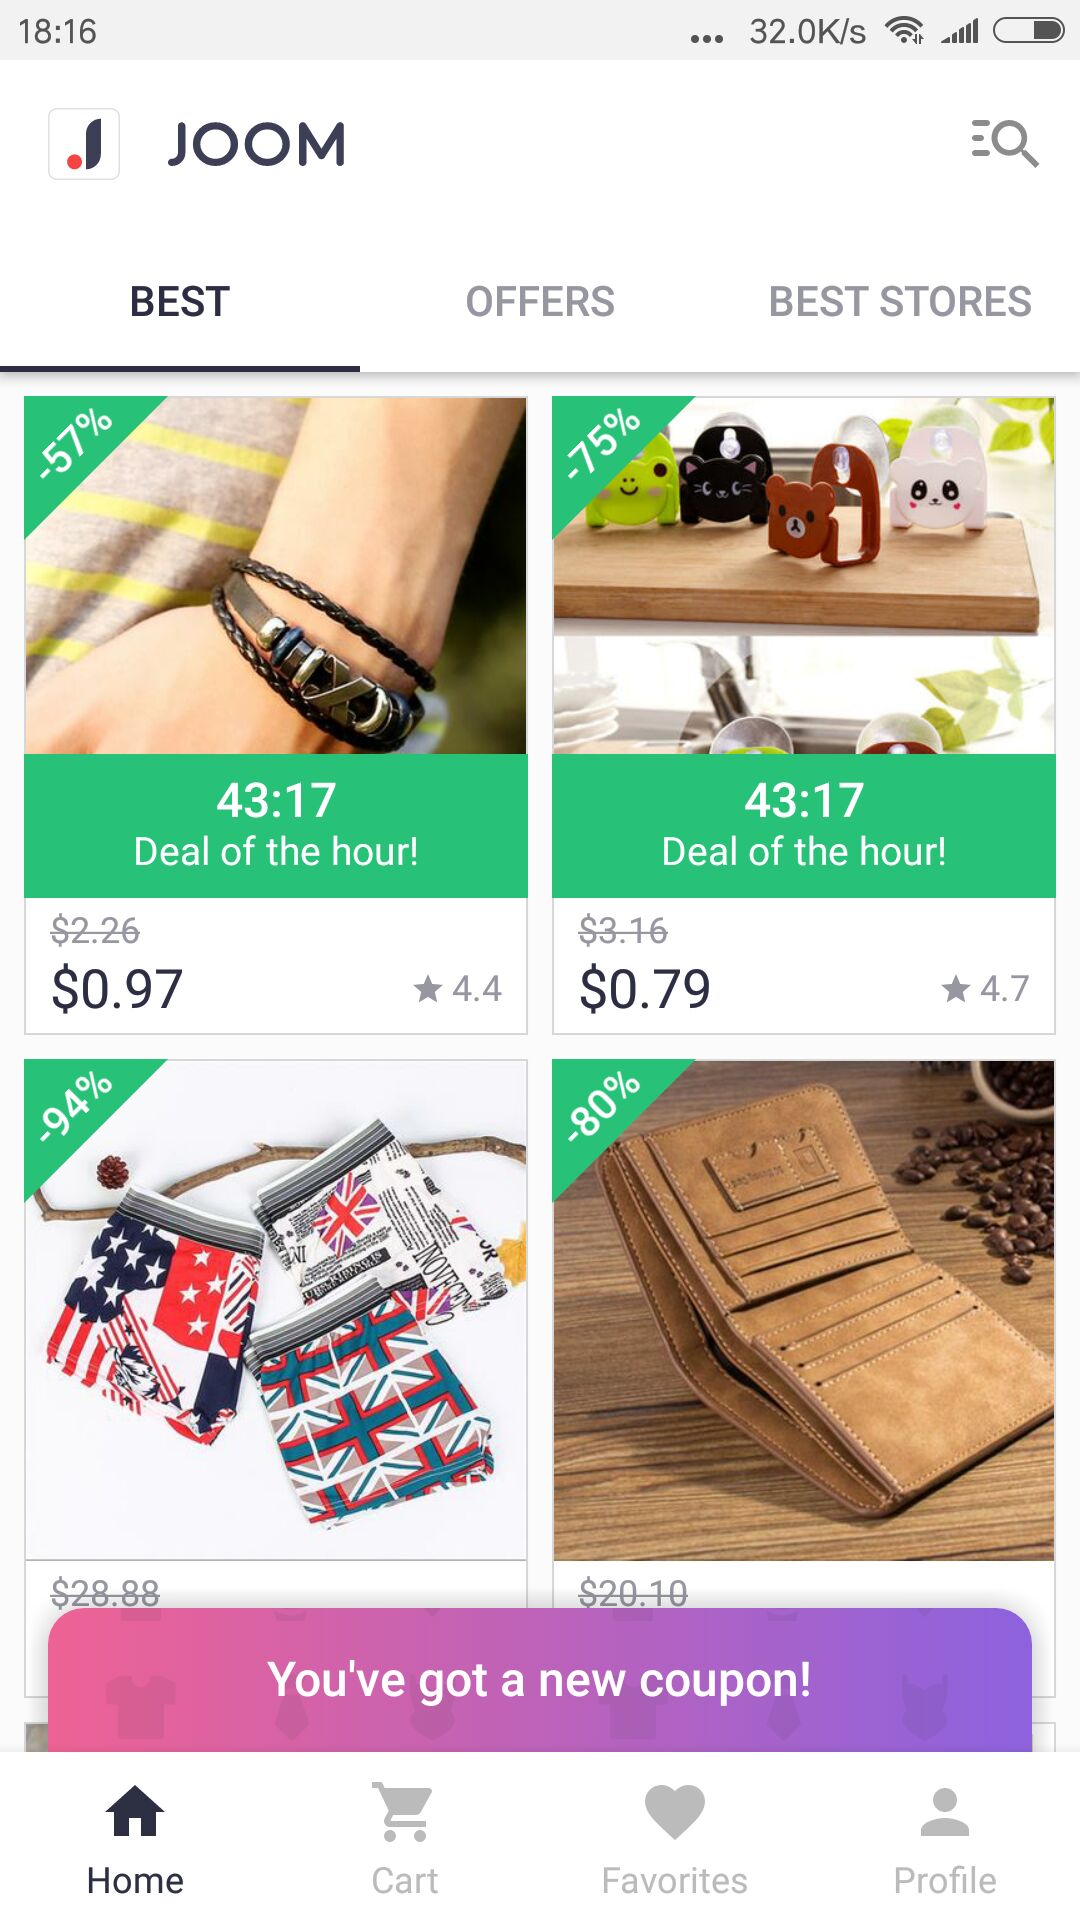 18:16
... 32.0K/s
JOOM
BEST
OFFERS
BEST STORES
-57%
-75%
43:17
Deal of the hour!
43:17
Deal of the hour!
$2.26
$0.97
4.4
$3.16
$0.79
4.7
-94%
-80%
$28.88
$20.10
You've got a new coupon!
Home
Cart
Favorites
Profile